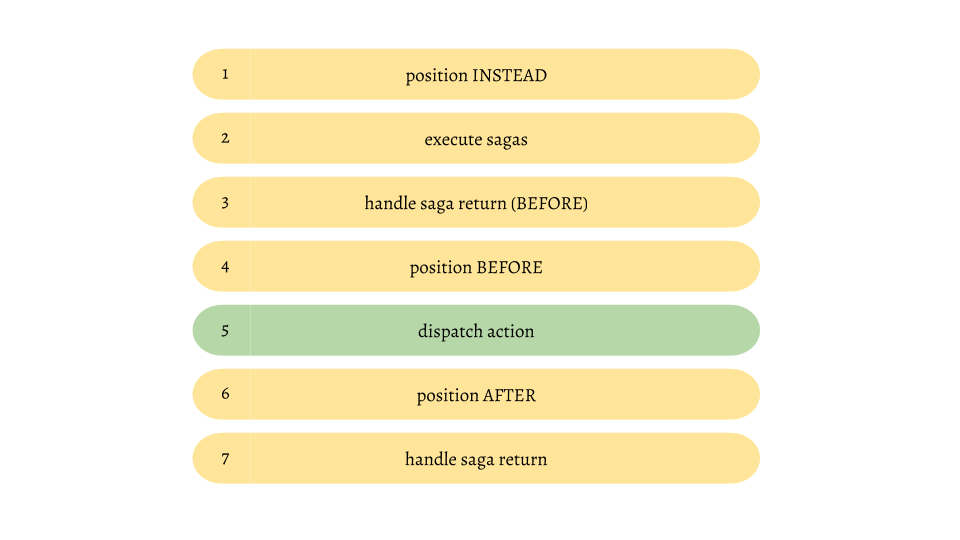 1 position INSTEAD
2 execute sagas
3 handle saga return (BEFORE)
4 position BEFORE
5 dispatch action
6 position AFTER
7 handle saga return